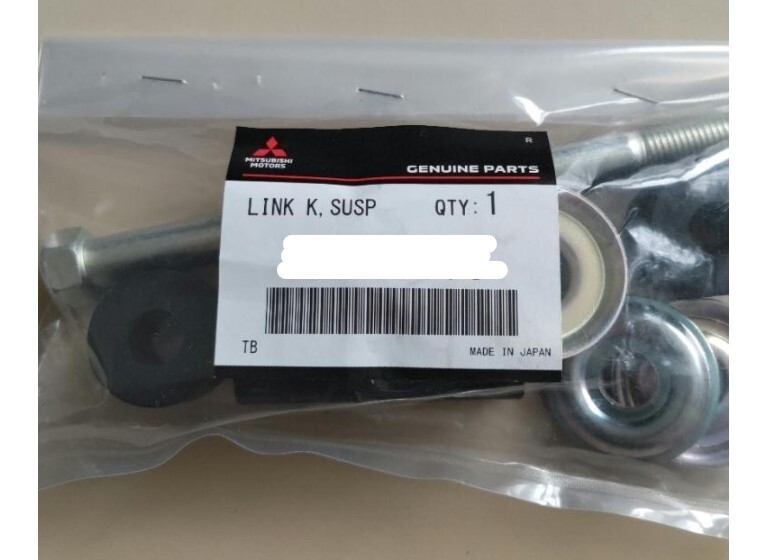 R
MITSUBISHI
MOTORS
GENUINE PARTS
LINK K,SUSP QTY:1
TB
MADE IN JAPAN